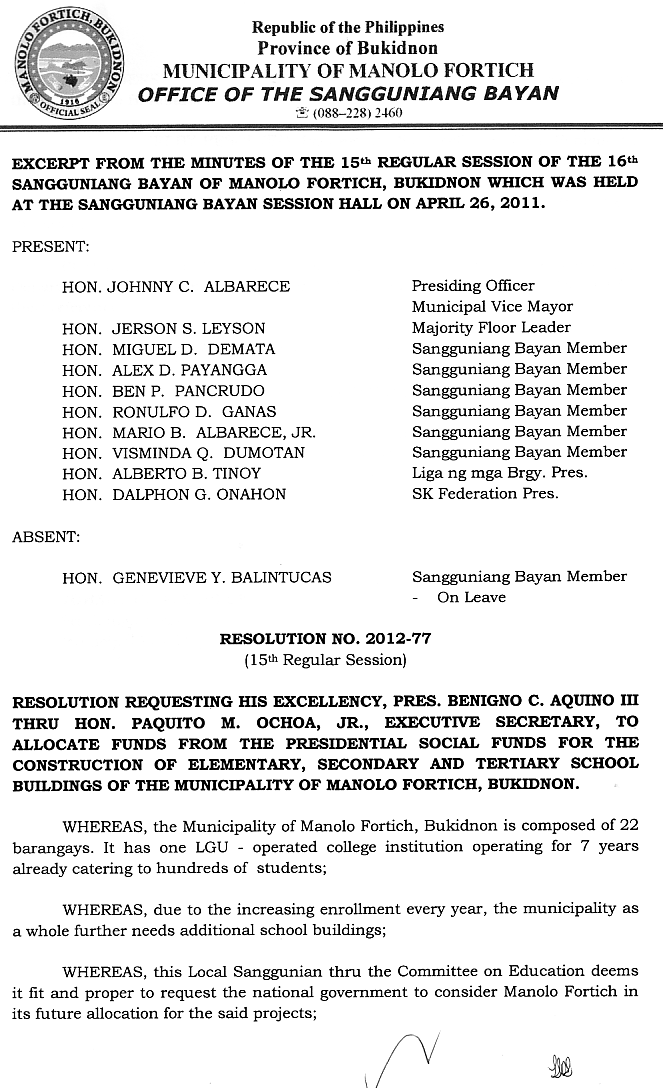 MANOLO FORTICH, BUKIDNON
1916
OFFICIAL SEAL
Republic of the Philippines
Province of Bukidnon
MUNICIPALITY OF MANOLO FORTICH
OFFICE OF THE SANGGUNIANG BAYAN
☏ (088–228) 2460
EXCERPT FROM THE MINUTES OF THE 15th REGULAR SESSION OF THE 16th
SANGGUNIANG BAYAN OF MANOLO FORTICH, BUKIDNON WHICH WAS HELD
AT THE SANGGUNIANG BAYAN SESSION HALL ON APRIL 26, 2011.
PRESENT:
HON. JOHNNY C. ALBARECE Presiding Officer
Municipal Vice Mayor
HON. JERSON S. LEYSON Majority Floor Leader
HON. MIGUEL D. DEMATA Sangguniang Bayan Member
HON. ALEX D. PAYANGGA Sangguniang Bayan Member
HON. BEN P. PANCRUDO Sangguniang Bayan Member
HON. RONULFO D. GANAS Sangguniang Bayan Member
HON. MARIO B. ALBARECE, JR. Sangguniang Bayan Member
HON. VISMINDA Q. DUMOTAN Sangguniang Bayan Member
HON. ALBERTO B. TINOY Liga ng mga Brgy. Pres.
HON. DALPHON G. ONAHON SK Federation Pres.
ABSENT:
HON. GENEVIEVE Y. BALINTUCAS Sangguniang Bayan Member
- On Leave
RESOLUTION NO. 2012-77
(15th Regular Session)
RESOLUTION REQUESTING HIS EXCELLENCY, PRES. BENIGNO C. AQUINO III
THRU HON. PAQUITO M. OCHOA, JR., EXECUTIVE SECRETARY, TO
ALLOCATE FUNDS FROM THE PRESIDENTIAL SOCIAL FUNDS FOR THE
CONSTRUCTION OF ELEMENTARY, SECONDARY AND TERTIARY SCHOOL
BUILDINGS OF THE MUNICIPALITY OF MANOLO FORTICH, BUKIDNON.
WHEREAS, the Municipality of Manolo Fortich, Bukidnon is composed of 22
barangays. It has one LGU - operated college institution operating for 7 years
already catering to hundreds of students;
WHEREAS, due to the increasing enrollment every year, the municipality as
a whole further needs additional school buildings;
WHEREAS, this Local Sanggunian thru the Committee on Education deems
it fit and proper to request the national government to consider Manolo Fortich in
its future allocation for the said projects;